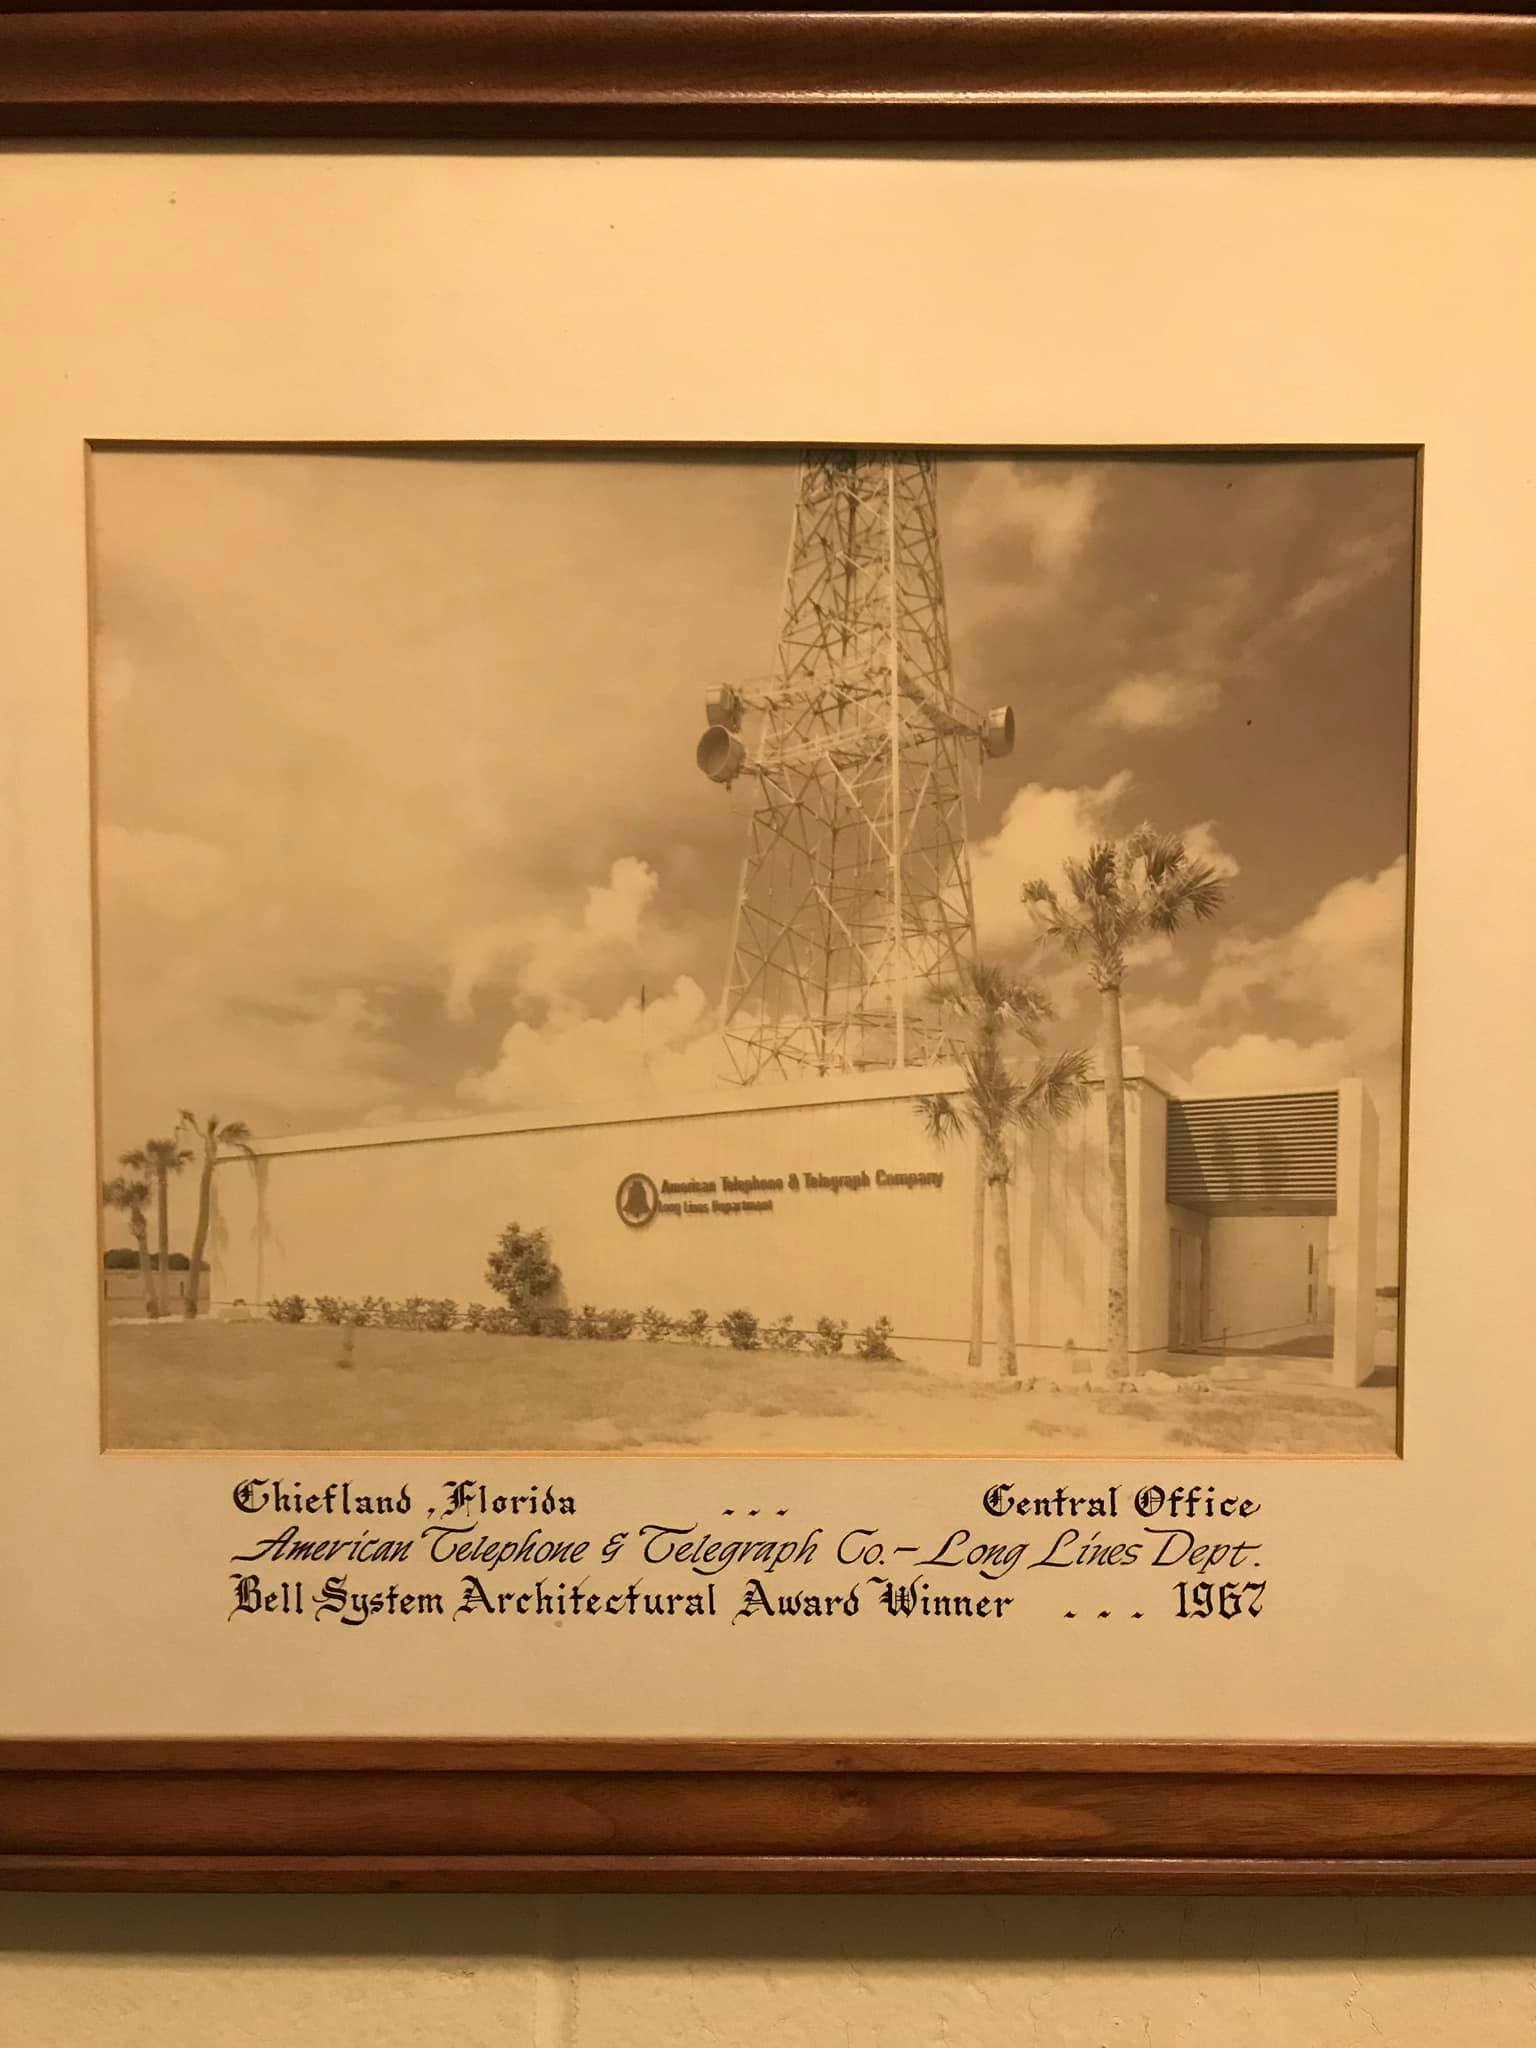 American Telephone & Telegraph Company
Long Lines Department
Chiefland, Florida . . . Central Office
American Telephone & Telegraph Co. – Long Lines Dept.
Bell System Architectural Award Winner . . . 1967